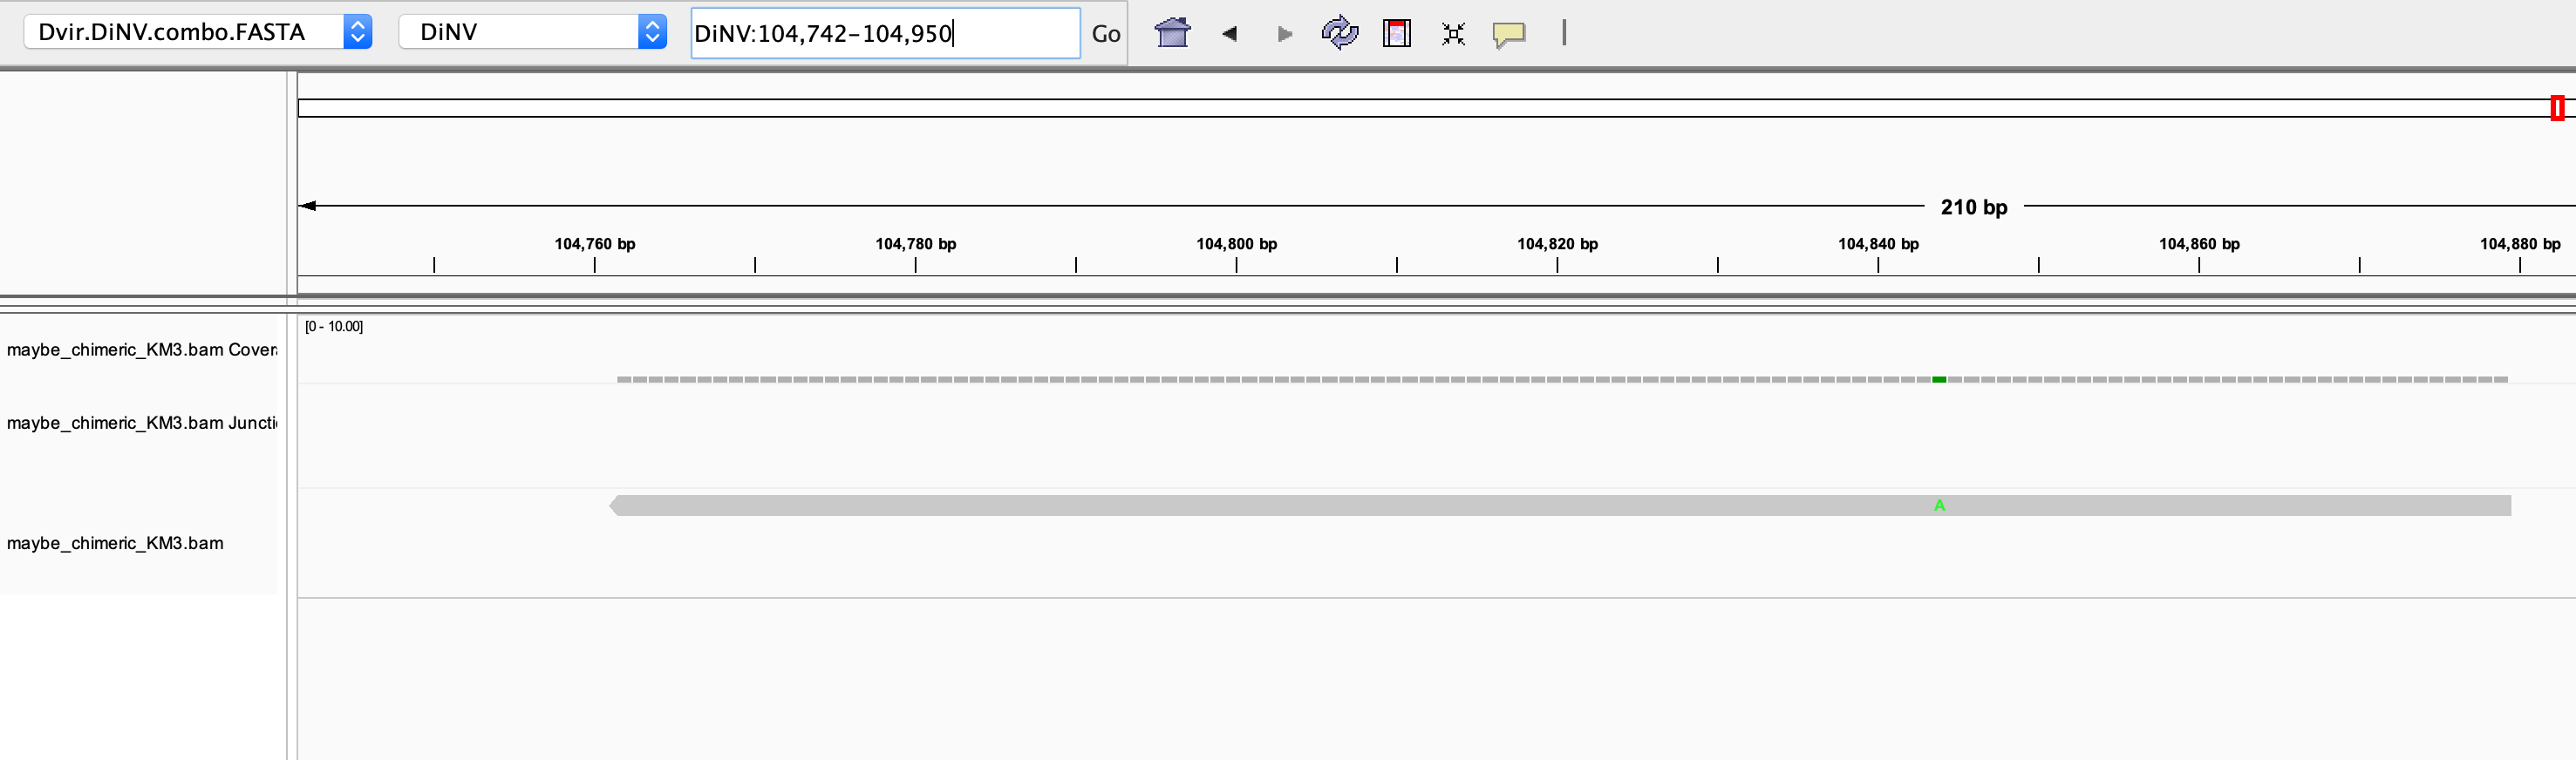 Dvir.DiNV.combo.FASTA DiNV DiNV:104,742-104,950 Go
210 bp
104,760 bp 104,780 bp 104,800 bp 104,820 bp 104,840 bp 104,860 bp 104,880 bp
[0 - 10.00]
maybe_chimeric_KM3.bam Cover
maybe_chimeric_KM3.bam Juncti
A
maybe_chimeric_KM3.bam